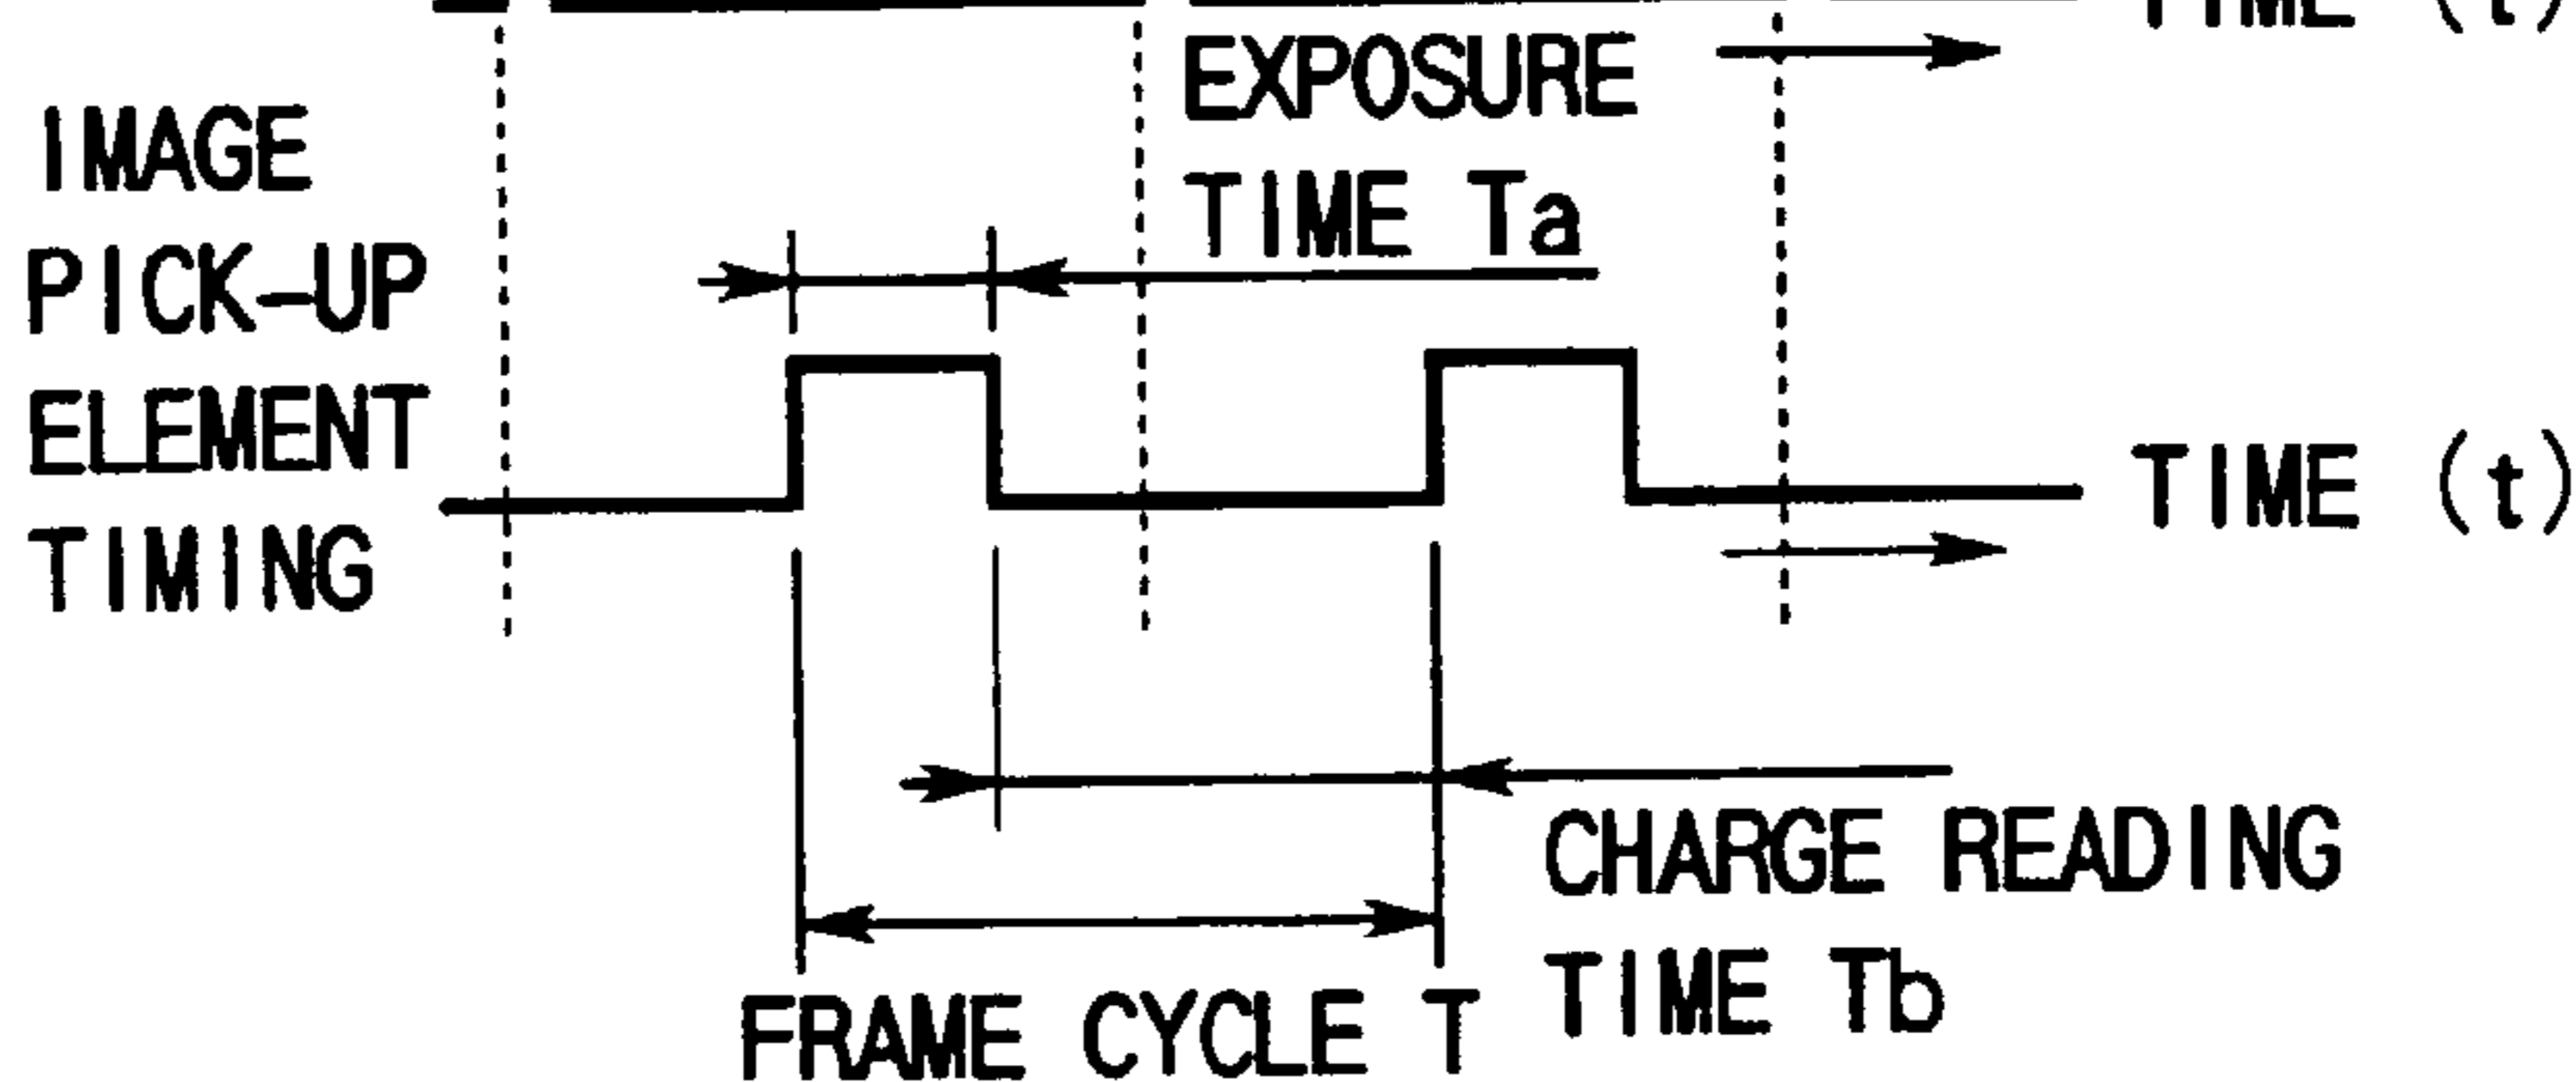 TIME (t)
EXPOSURE
TIME Ta
IMAGE
PICK-UP
ELEMENT
TIMING
TIME (t)
CHARGE READING
TIME Tb
FRAME CYCLE T